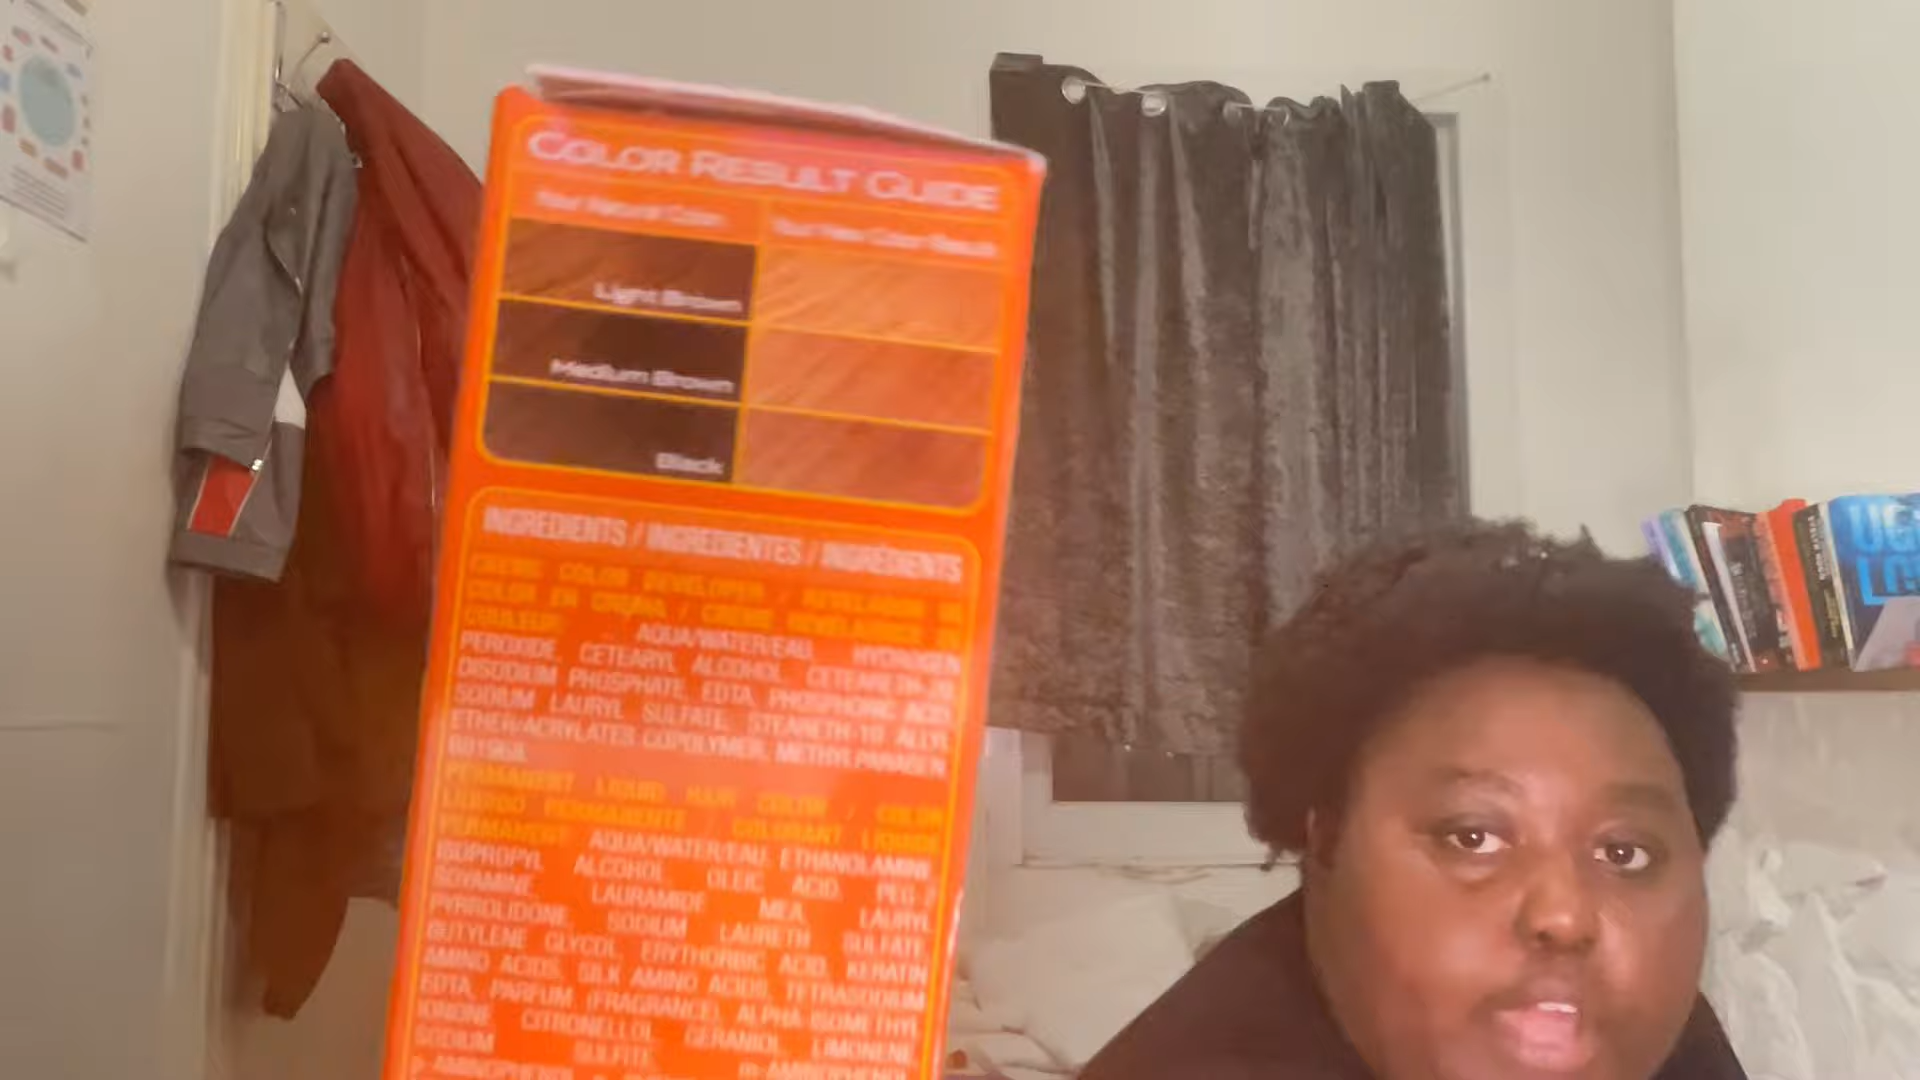 COLOR RESULT GUIDE
Your Natural Color
Your New Color Result
Light Brown
Medium Brown
Black
INGREDIENTS / INGREDIENTES / INGRÉDIENTS
CREME COLOR DEVELOPER /
COLOR EN CREMA / CREME
COULEUR: AQUA/WATER/EAU, HYDROGEN
PEROXIDE, CETEARYL ALCOHOL, CETEARETH-20,
DISODIUM PHOSPHATE, EDTA, PHOSPHORIC ACID,
SODIUM LAURYL SULFATE, STEARETH-10 ALLYL
ETHER/ACRYLATES COPOLYMER, METHYLPARABEN.
PERMANENT LIQUID HAIR COLOR / COLOR
LIQUIDO PERMANENTE / COLORANT LIQUIDE
PERMANENT: AQUA/WATER/EAU, ETHANOLAMINE,
ISOPROPYL ALCOHOL, OLEIC ACID, PEG-2
SOYAMINE, LAURAMIDE MEA, LAURYL
PYRROLIDONE, SODIUM LAURETH SULFATE,
BUTYLENE GLYCOL, ERYTHORBIC ACID, KERATIN
AMINO ACIDS, SILK AMINO ACIDS, TETRASODIUM
EDTA, PARFUM (FRAGRANCE), ALPHA-ISOMETHYL
IONONE, CITRONELLOL, GERANIOL, LIMONENE,
SODIUM SULFITE, m-AMINOPHENOL,
p-AMINOPHENOL,